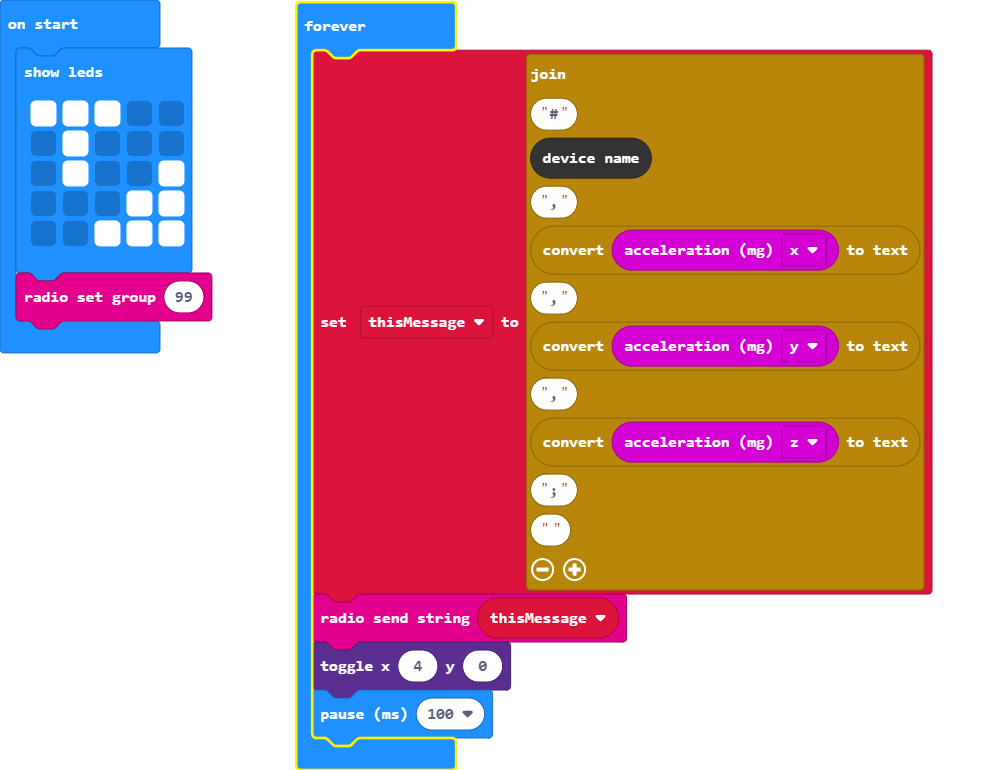 on start
show leds
radio set group 99
forever
set thisMessage to
join
"#"
device name
","
convert acceleration (mg) x to text
","
convert acceleration (mg) y to text
","
convert acceleration (mg) z to text
";"
" "
radio send string thisMessage
toggle x 4 y 0
pause (ms) 100